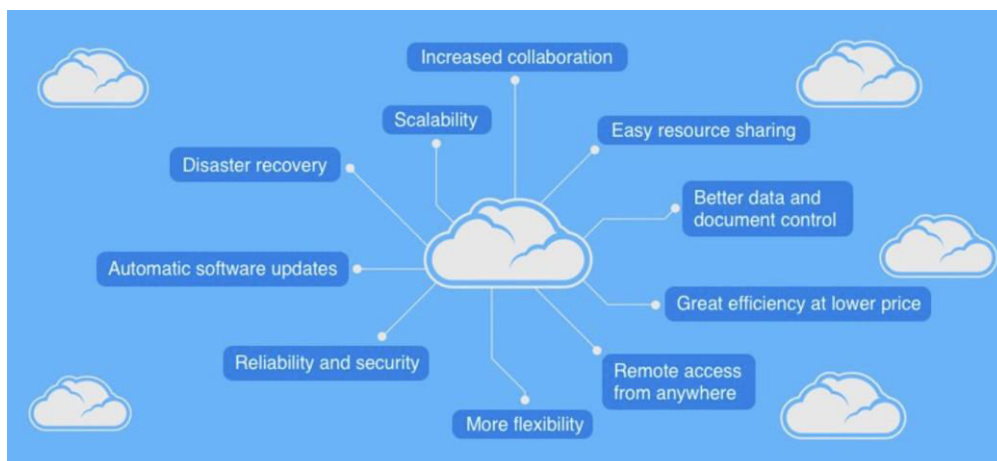 Increased collaboration
Scalability
Easy resource sharing
Disaster recovery
Better data and
document control
Automatic software updates
Great efficiency at lower price
Reliability and security
Remote access
from anywhere
More flexibility